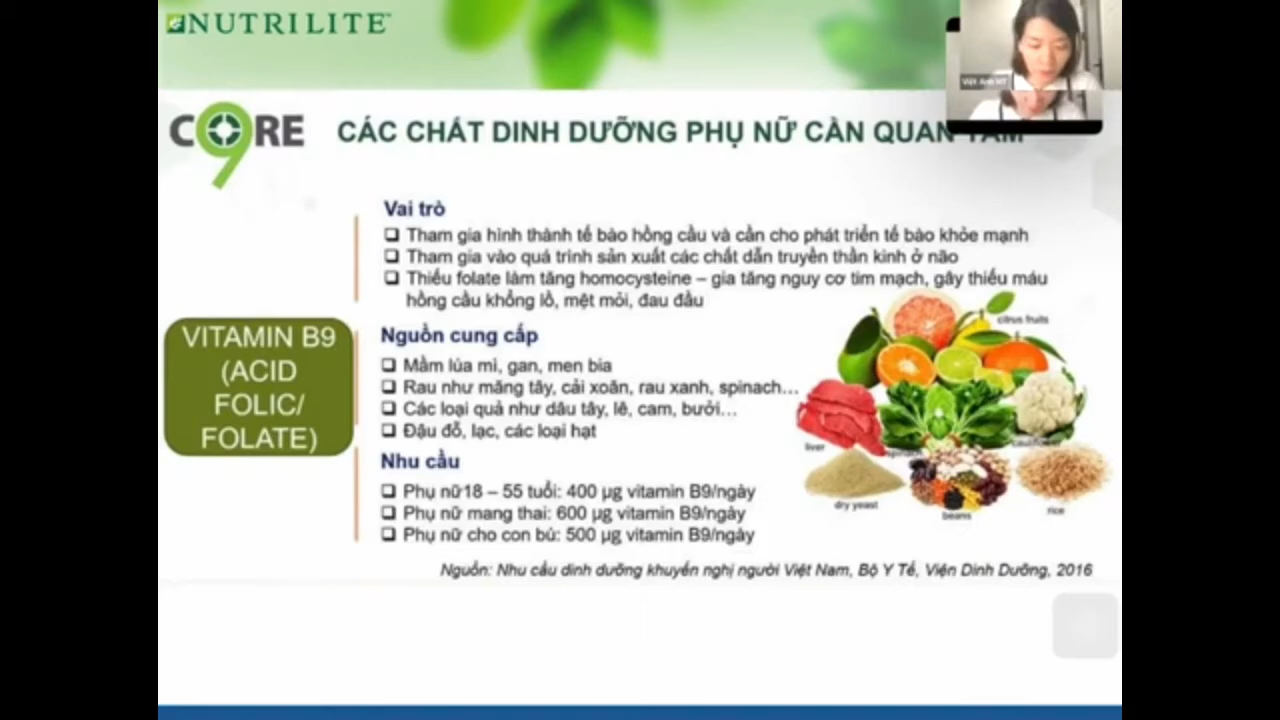 NUTRILITE
Việt Anh MT
CORE 9
CÁC CHẤT DINH DƯỠNG PHỤ NỮ CẦN QUAN TÂM
Vai trò
Tham gia hình thành tế bào hồng cầu và cần cho phát triển tế bào khỏe mạnh
Tham gia vào quá trình sản xuất các chất dẫn truyền thần kinh ở não
Thiếu folate làm tăng homocysteine – gia tăng nguy cơ tim mạch, gây thiếu máu
hồng cầu khổng lồ, mệt mỏi, đau đầu
VITAMIN B9
(ACID
FOLIC/
FOLATE)
Nguồn cung cấp
Mầm lúa mì, gan, men bia
Rau như măng tây, cải xoăn, rau xanh, spinach...
Các loại quả như dâu tây, lê, cam, bưởi...
Đậu đỗ, lạc, các loại hạt
Nhu cầu
Phụ nữ18 – 55 tuổi: 400 µg vitamin B9/ngày
Phụ nữ mang thai: 600 µg vitamin B9/ngày
Phụ nữ cho con bú: 500 µg vitamin B9/ngày
citrus fruits
liver
spinach
cauliflower
dry yeast
beans
rice
Nguồn: Nhu cầu dinh dưỡng khuyến nghị người Việt Nam, Bộ Y Tế, Viện Dinh Dưỡng, 2016